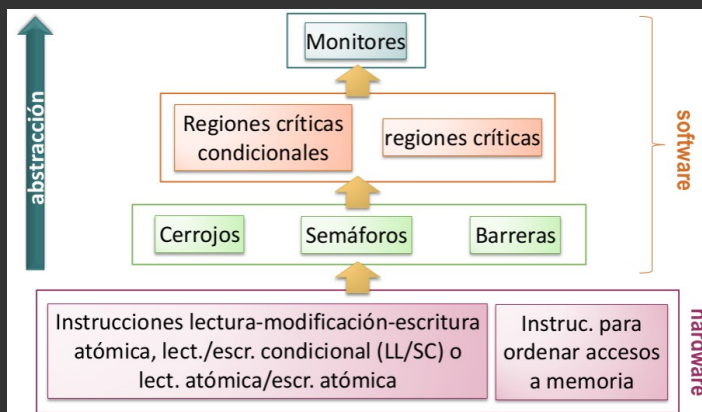 abstracción
Monitores
Regiones críticas
condicionales
regiones críticas
software
Cerrojos
Semáforos
Barreras
Instrucciones lectura-modificación-escritura
atómica, lect./escr. condicional (LL/SC) o
lect. atómica/escr. atómica
Instruc. para
ordenar accesos
a memoria
hardware